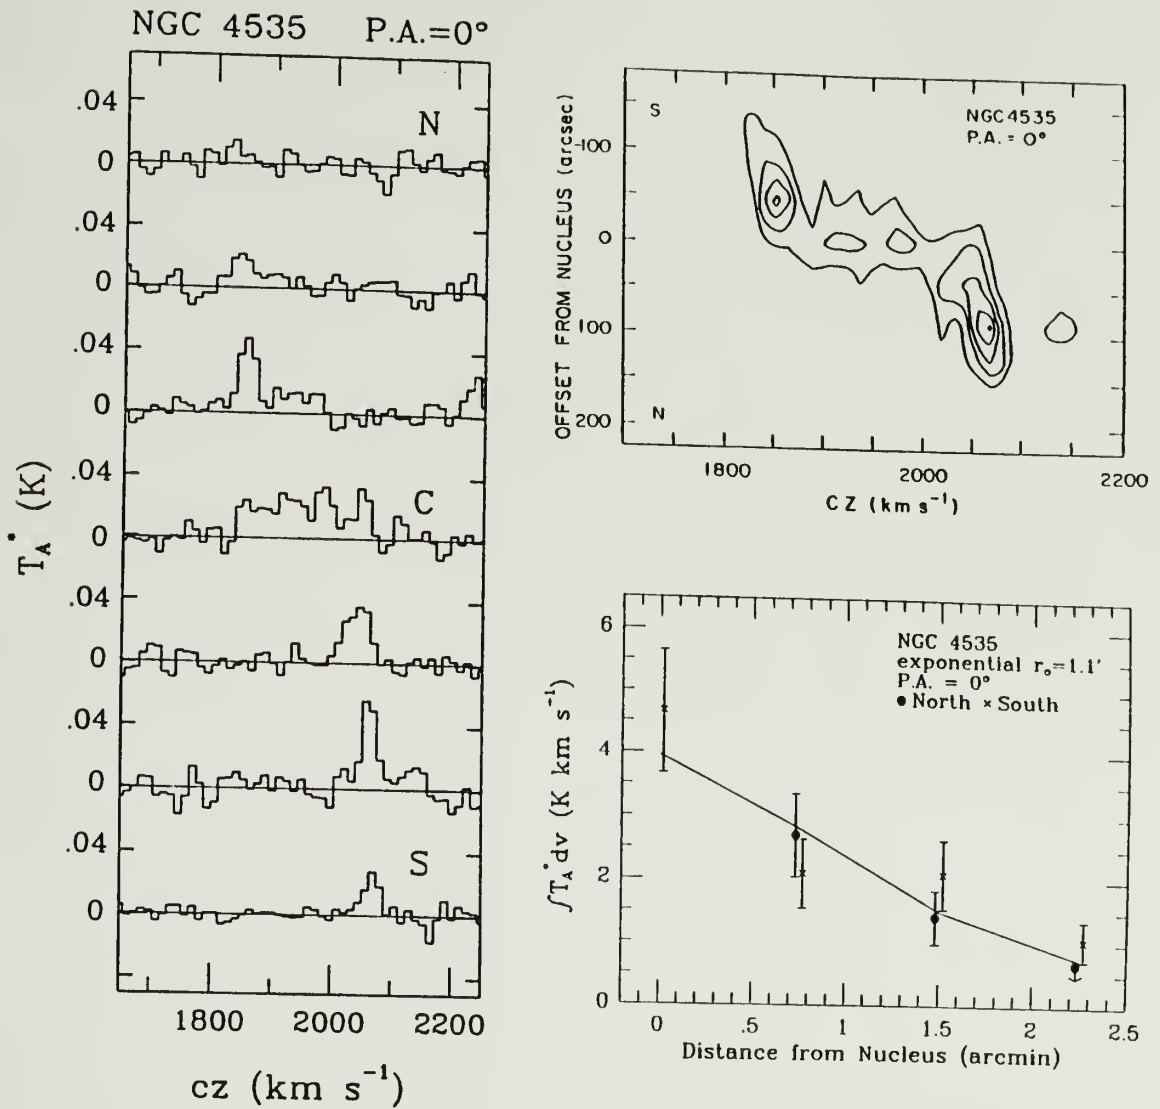 NGC 4535 P.A.=0°
.04
N
0
.04
0
.04
0
.04
C
0
.04
0
.04
0
.04
S
0
T_A^* (K)
1800 2000 2200
cz (km s⁻¹)
S
NGC4535
P.A. = 0°
-100
0
100
200
N
OFFSET FROM NUCLEUS (arcsec)
1800 2000 2200
CZ (km s⁻¹)
6
4
2
0
∫T_A^* dv (K km s⁻¹)
NGC 4535
exponential r₀=1.1'
P.A. = 0°
● North × South
0 .5 1 1.5 2 2.5
Distance from Nucleus (arcmin)